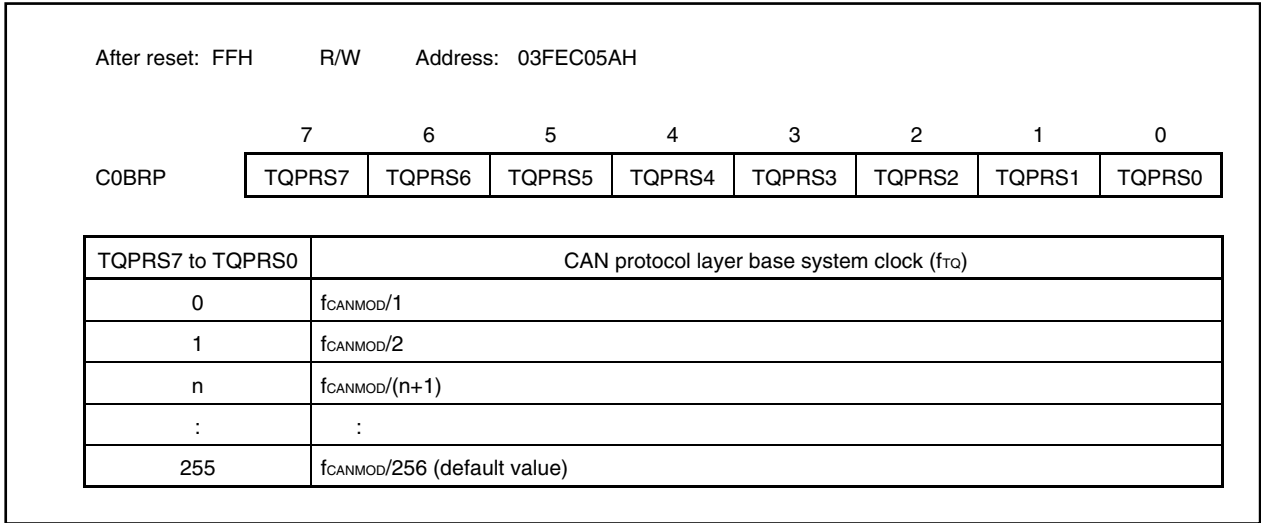 After reset: FFH R/W Address: 03FEC05AH
7 6 5 4 3 2 1 0
C0BRP TQPRS7 TQPRS6 TQPRS5 TQPRS4 TQPRS3 TQPRS2 TQPRS1 TQPRS0
TQPRS7 to TQPRS0 CAN protocol layer base system clock (fTQ)
0 fCANMOD/1
1 fCANMOD/2
n fCANMOD/(n+1)
: :
255 fCANMOD/256 (default value)